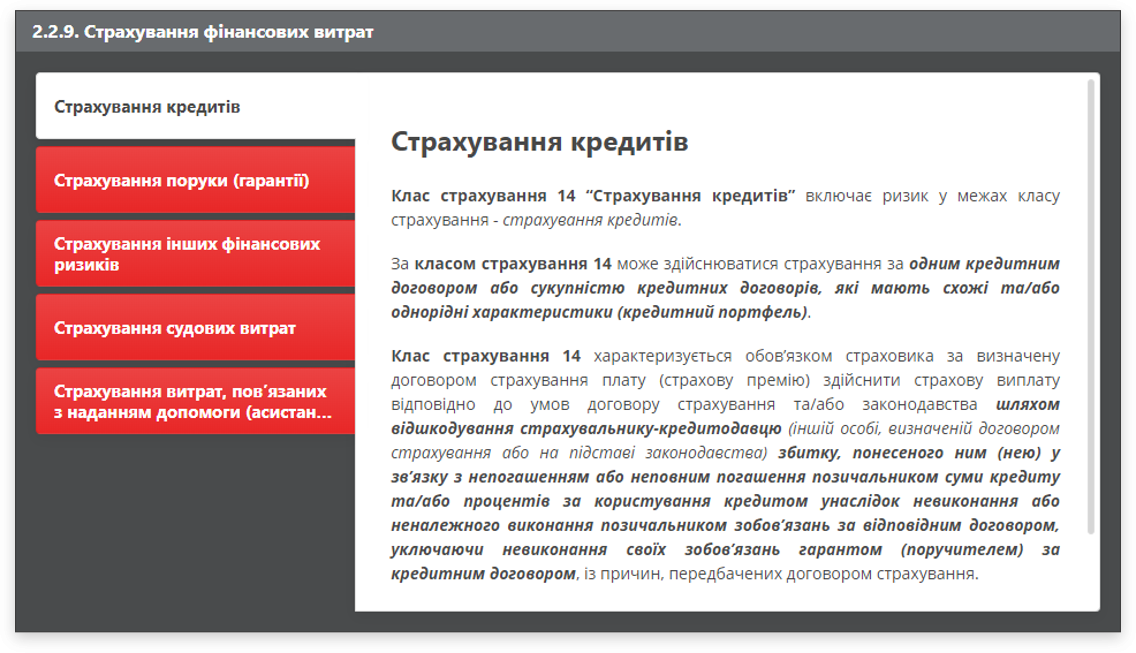 2.2.9. Страхування фінансових витрат
Страхування кредитів
Страхування поруки (гарантії)
Страхування інших фінансових
ризиків
Страхування судових витрат
Страхування витрат, пов’язаних
з наданням допомоги (асистан...
Страхування кредитів
Клас страхування 14 “Страхування кредитів” включає ризик у межах класу
страхування - страхування кредитів.
За класом страхування 14 може здійснюватися страхування за одним кредитним
договором або сукупністю кредитних договорів, які мають схожі та/або
однорідні характеристики (кредитний портфель).
Клас страхування 14 характеризується обов’язком страховика за визначену
договором страхування плату (страхову премію) здійснити страхову виплату
відповідно до умов договору страхування та/або законодавства шляхом
відшкодування страхувальнику-кредитодавцю (іншій особі, визначеній договором
страхування або на підставі законодавства) збитку, понесеного ним (нею) у
зв’язку з непогашенням або неповним погашення позичальником суми кредиту
та/або процентів за користування кредитом унаслідок невиконання або
неналежного виконання позичальником зобов’язань за відповідним договором,
уключаючи невиконання своїх зобов’язань гарантом (поручителем) за
кредитним договором, із причин, передбачених договором страхування.